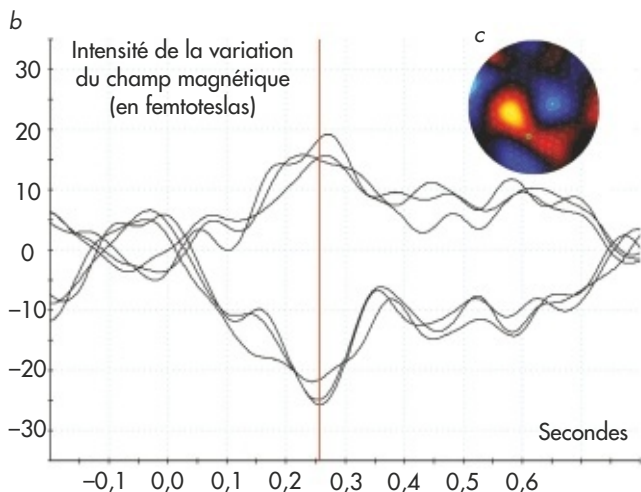 b
Intensité de la variation
du champ magnétique
(en femtoteslas)
c
30
20
10
0
−10
−20
−30
Secondes
−0,1 0,0 0,1 0,2 0,3 0,4 0,5 0,6